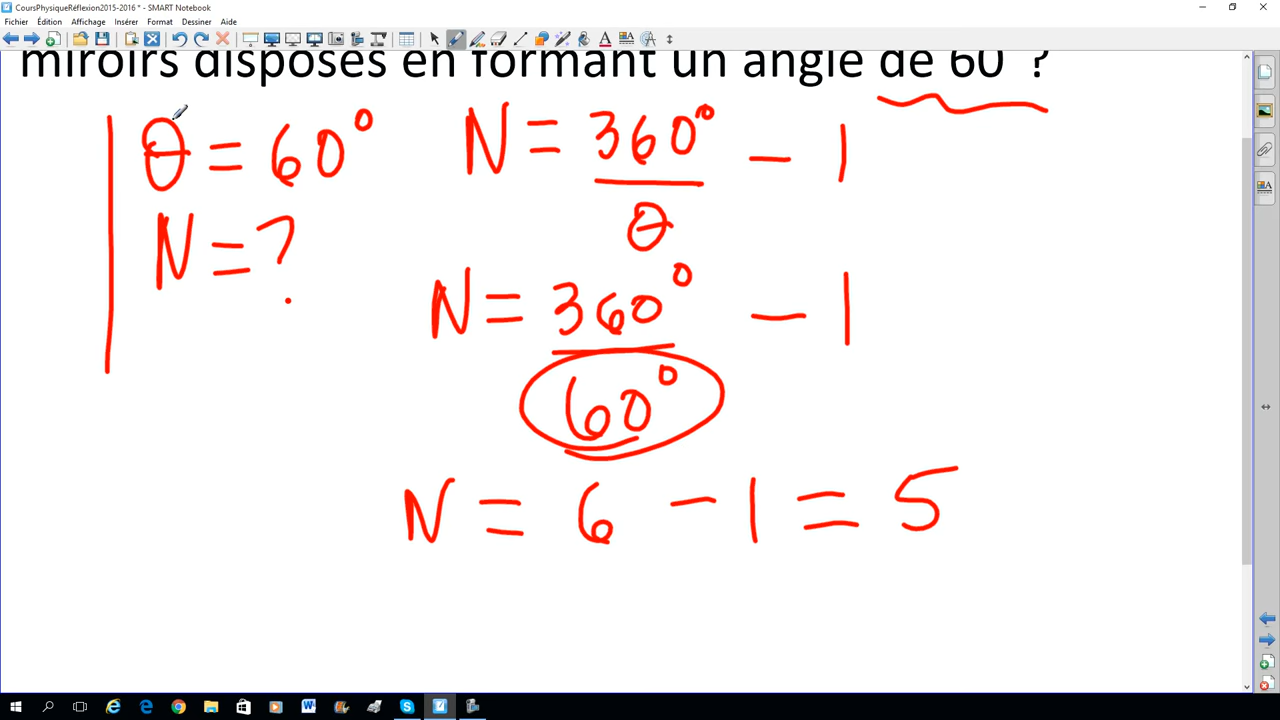 CoursPhysiqueRéflexion2015-2016 * - SMART Notebook
Fichier Édition Affichage Insérer Format Dessiner Aide
miroirs disposés en formant un angle de 60° ?
θ = 60°
N = ?
N = 360° - 1
θ
N = 360° - 1
60°
N = 6 - 1 = 5